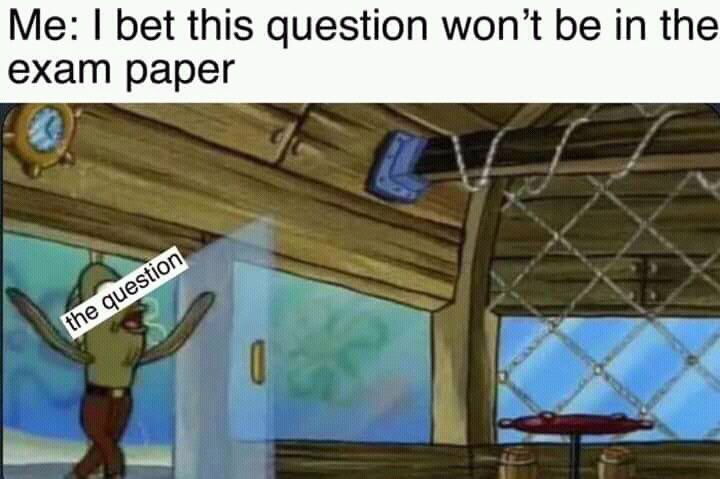 Me: I bet this question won’t be in the
exam paper
the question